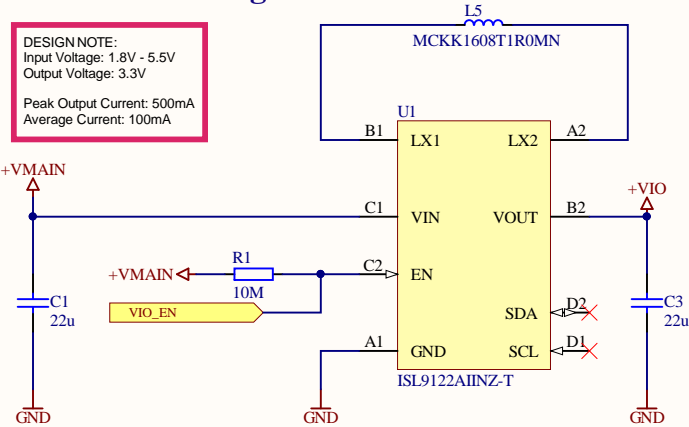 L5
MCKK1608T1R0MN
DESIGN NOTE:
Input Voltage: 1.8V - 5.5V
Output Voltage: 3.3V
Peak Output Current: 500mA
Average Current: 100mA
U1
B1
LX1
LX2
A2
+VMAIN
+VIO
C1
VIN
VOUT
B2
+VMAIN
R1
10M
C2
EN
VIO_EN
C1
22u
SDA
D2
C3
22u
A1
GND
SCL
D1
ISL9122AIINZ-T
GND
GND
GND